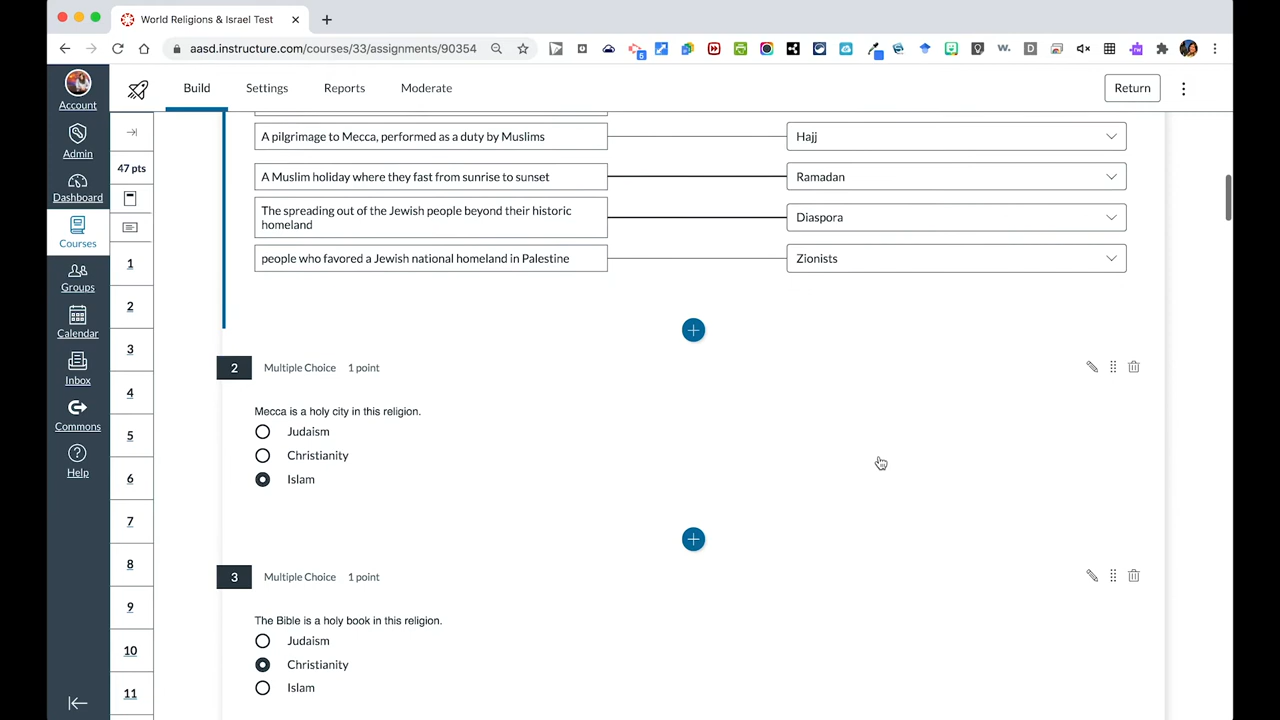 World Religions & Israel Test
aasd.instructure.com/courses/33/assignments/90354
5
W.
D
TW
Account
Admin
Dashboard
Courses
Groups
Calendar
Inbox
Commons
Help
Build
Settings
Reports
Moderate
Return
47 pts
1
2
3
4
5
6
7
8
9
10
11
A pilgrimage to Mecca, performed as a duty by Muslims
Hajj
A Muslim holiday where they fast from sunrise to sunset
Ramadan
The spreading out of the Jewish people beyond their historic
homeland
Diaspora
people who favored a Jewish national homeland in Palestine
Zionists
2 Multiple Choice 1 point
Mecca is a holy city in this religion.
Judaism
Christianity
Islam
3 Multiple Choice 1 point
The Bible is a holy book in this religion.
Judaism
Christianity
Islam